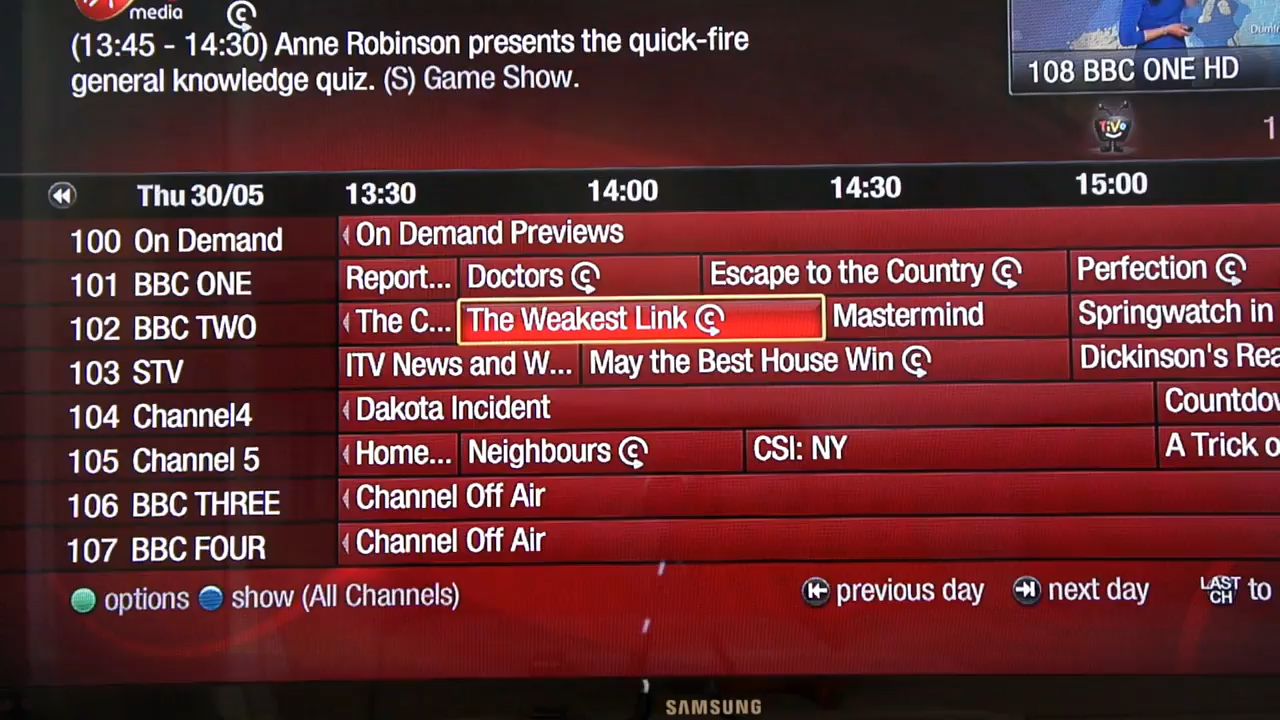 media
(13:45 - 14:30) Anne Robinson presents the quick-fire
general knowledge quiz. (S) Game Show.
108 BBC ONE HD
TiVo
Thu 30/05 13:30 14:00 14:30 15:00
100 On Demand On Demand Previews
101 BBC ONE Report... Doctors Escape to the Country Perfection
102 BBC TWO The C... The Weakest Link Mastermind Springwatch in
103 STV ITV News and W... May the Best House Win Dickinson's Rea
104 Channel4 Dakota Incident Countdow
105 Channel 5 Home... Neighbours CSI: NY A Trick o
106 BBC THREE Channel Off Air
107 BBC FOUR Channel Off Air
options show (All Channels) previous day next day LAST CH to
SAMSUNG